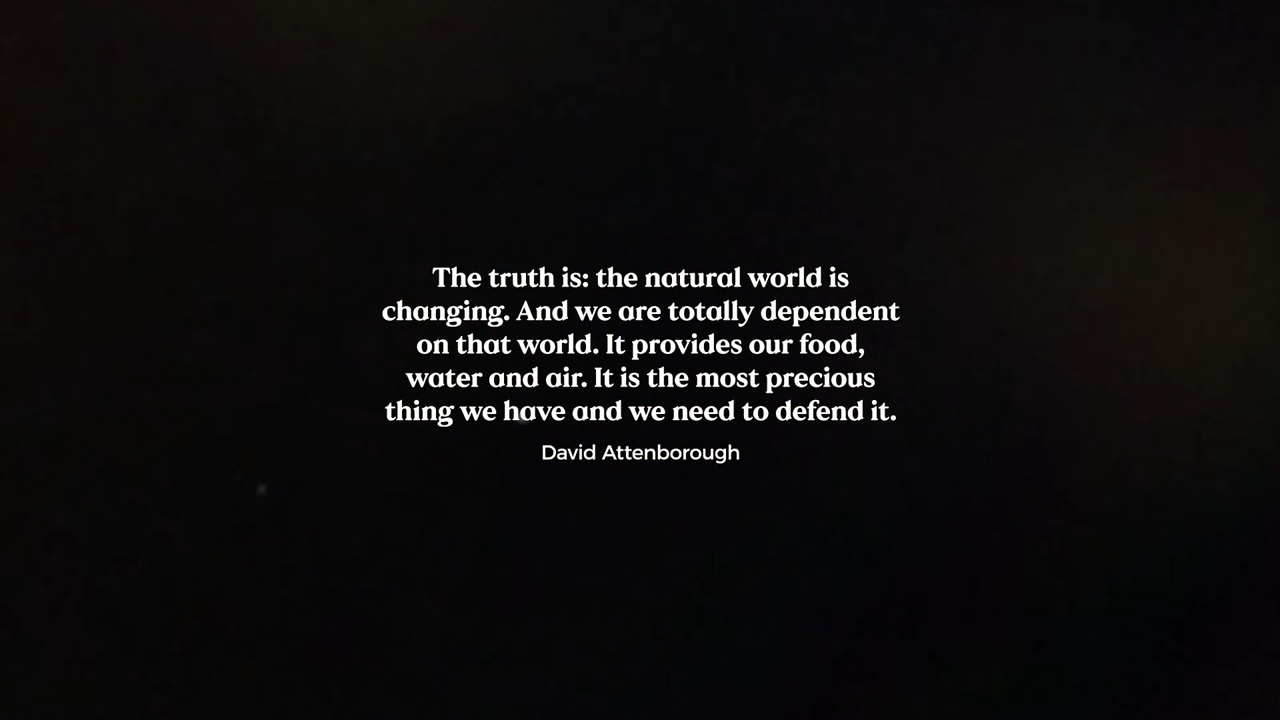 The truth is: the natural world is
changing. And we are totally dependent
on that world. It provides our food,
water and air. It is the most precious
thing we have and we need to defend it.
David Attenborough